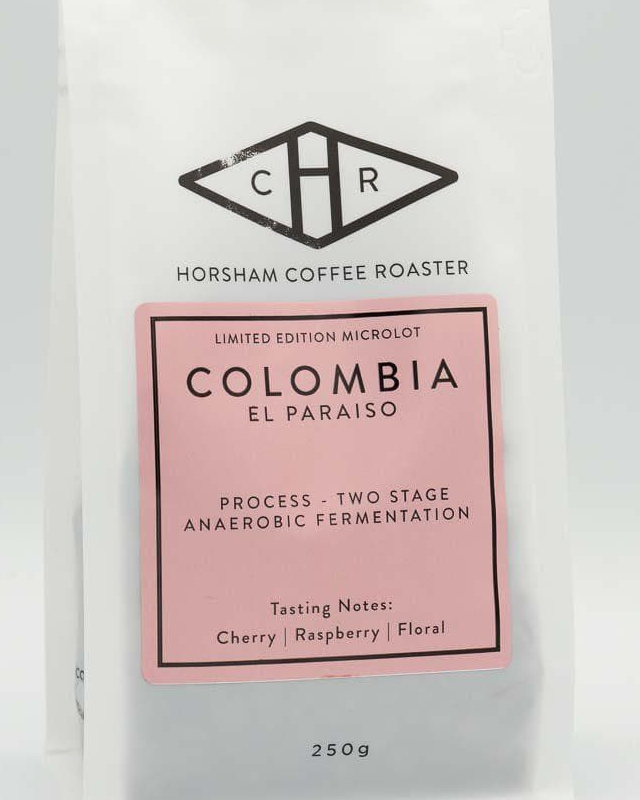 C H R
HORSHAM COFFEE ROASTER
LIMITED EDITION MICROLOT
COLOMBIA
EL PARAISO
PROCESS - TWO STAGE
ANAEROBIC FERMENTATION
Tasting Notes:
Cherry | Raspberry | Floral
250g